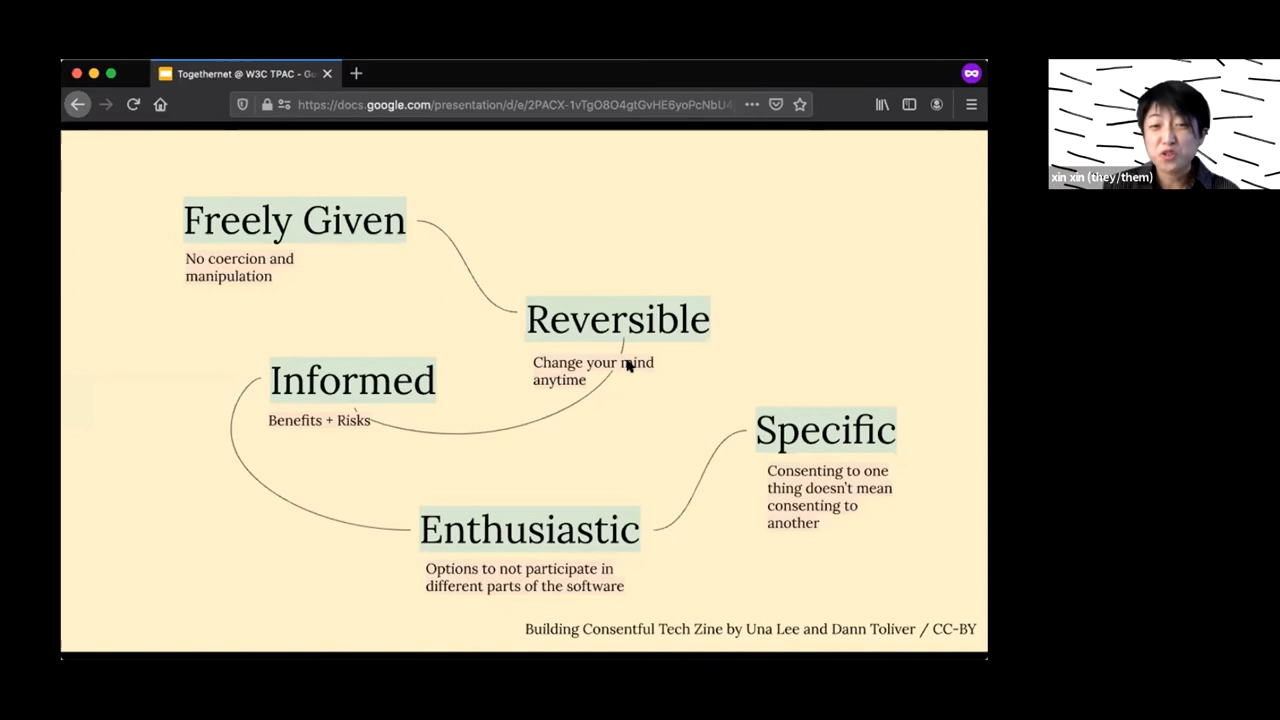 Togethernet @ W3C TPAC - Go
https://docs.google.com/presentation/d/e/2PACX-1vTgO8O4gtGvHE6yoPcNbU4
xin xin (they/them)
Freely Given
No coercion and
manipulation
Reversible
Change your mind
anytime
Informed
Benefits + Risks
Specific
Consenting to one
thing doesn't mean
consenting to
another
Enthusiastic
Options to not participate in
different parts of the software
Building Consentful Tech Zine by Una Lee and Dann Toliver / CC-BY